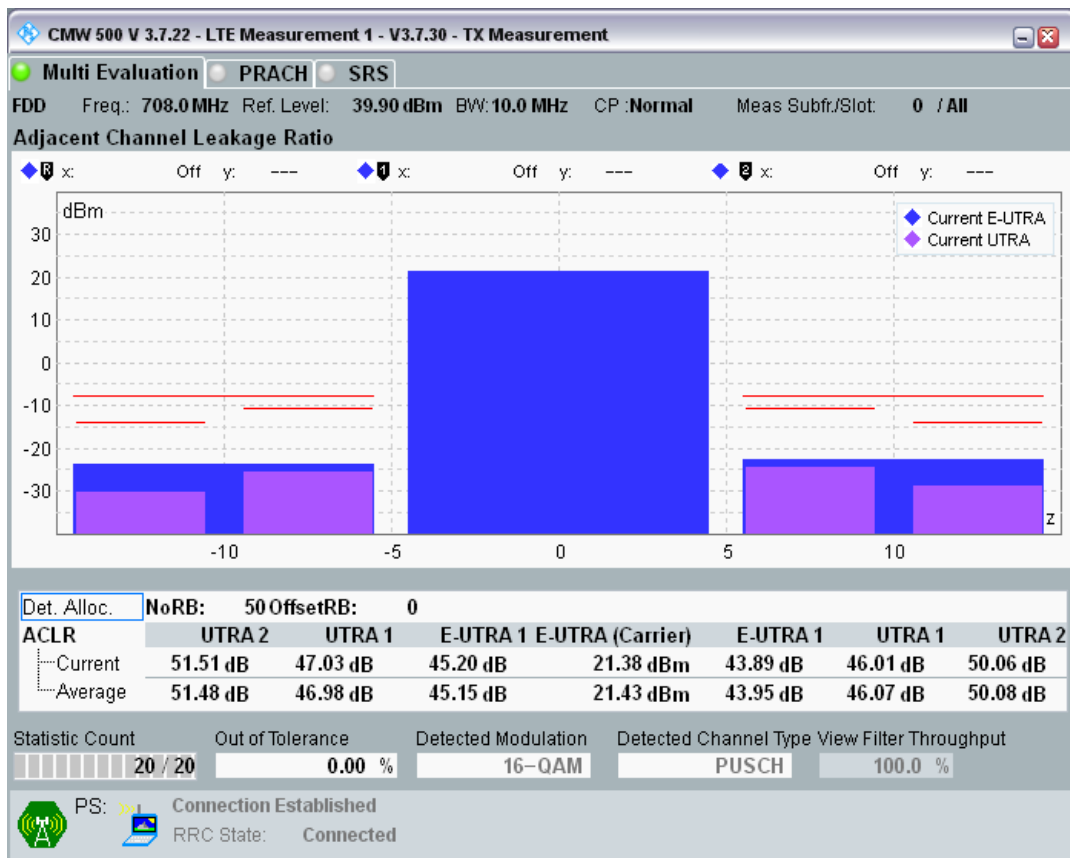 CMW 500 V 3.7.22 - LTE Measurement 1 - V3.7.30 - TX Measurement
Multi Evaluation PRACH SRS
FDD Freq.: 708.0 MHz Ref. Level: 39.90 dBm BW: 10.0 MHz CP :Normal Meas Subfr./Slot: 0 / All
Adjacent Channel Leakage Ratio
R x: Off y: --- 1 x: Off y: --- 2 x: Off y: ---
dBm
Current E-UTRA
Current UTRA
30
20
10
0
-10
-20
-30
z
-10 -5 0 5 10
Det. Alloc. NoRB: 50 OffsetRB: 0
ACLR UTRA 2 UTRA 1 E-UTRA 1 E-UTRA (Carrier) E-UTRA 1 UTRA 1 UTRA 2
Current 51.51 dB 47.03 dB 45.20 dB 21.38 dBm 43.89 dB 46.01 dB 50.06 dB
Average 51.48 dB 46.98 dB 45.15 dB 21.43 dBm 43.95 dB 46.07 dB 50.08 dB
Statistic Count Out of Tolerance Detected Modulation Detected Channel Type View Filter Throughput
20 / 20 0.00 % 16-QAM PUSCH 100.0 %
PS: Connection Established
RRC State: Connected